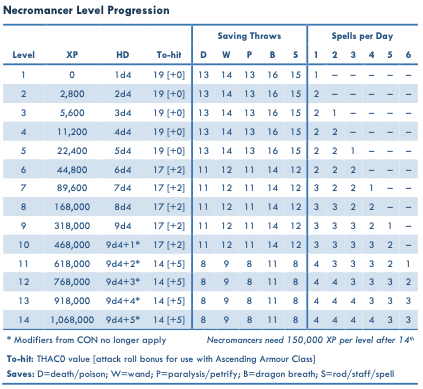 Necromancer Level Progression
Saving Throws Spells per Day
Level XP HD To-hit D W P B S 1 2 3 4 5 6
1 0 1d4 19 [+0] 13 14 13 16 15 1 – – – – –
2 2,800 2d4 19 [+0] 13 14 13 16 15 2 – – – – –
3 5,600 3d4 19 [+0] 13 14 13 16 15 2 1 – – – –
4 11,200 4d4 19 [+0] 13 14 13 16 15 2 2 – – – –
5 22,400 5d4 19 [+0] 13 14 13 16 15 2 2 1 – – –
6 44,800 6d4 17 [+2] 11 12 11 14 12 2 2 2 – – –
7 89,600 7d4 17 [+2] 11 12 11 14 12 3 2 2 1 – –
8 168,000 8d4 17 [+2] 11 12 11 14 12 3 3 2 2 – –
9 318,000 9d4 17 [+2] 11 12 11 14 12 3 3 3 2 1 –
10 468,000 9d4+1* 17 [+2] 11 12 11 14 12 3 3 3 3 2 –
11 618,000 9d4+2* 14 [+5] 8 9 8 11 8 4 3 3 3 2 1
12 768,000 9d4+3* 14 [+5] 8 9 8 11 8 4 4 3 3 3 2
13 918,000 9d4+4* 14 [+5] 8 9 8 11 8 4 4 4 3 3 3
14 1,068,000 9d4+5* 14 [+5] 8 9 8 11 8 4 4 4 4 3 3
* Modifiers from CON no longer apply Necromancers need 150,000 XP per level after 14th
To-hit: THAC0 value [attack roll bonus for use with Ascending Armour Class]
Saves: D=death/poison; W=wand; P=paralysis/petrify; B=dragon breath; S=rod/staff/spell